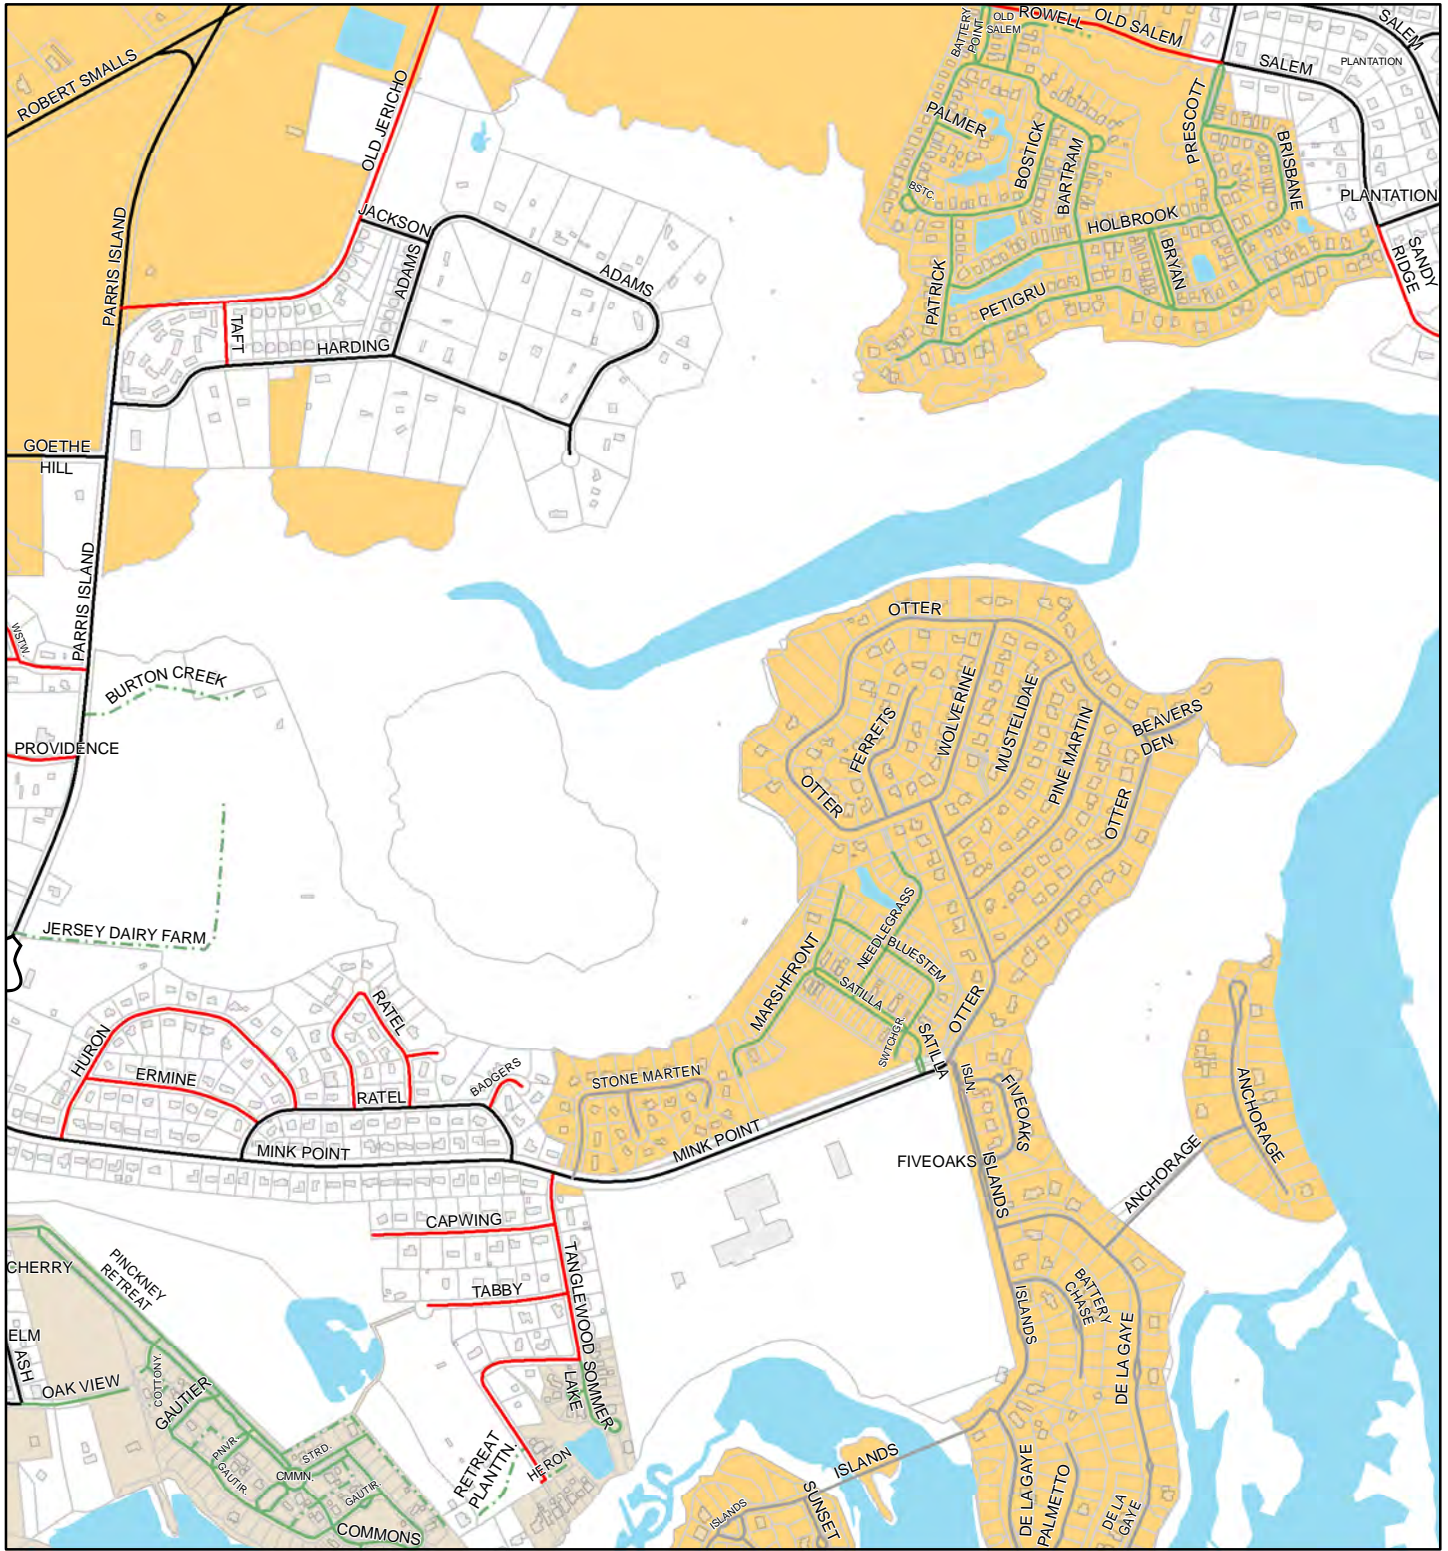 ROBERT SMALLS
OLD JERICHO
PARRIS ISLAND
JACKSON
ADAMS
ADAMS
TAFT
HARDING
GOETHE
HILL
PARRIS ISLAND
BATTERY
POINT
OLD
SALEM
ROWELL
OLD SALEM
SALEM
SALEM
PLANTATION
PALMER
BOSTICK
BARTRAM
PRESCOTT
BRISBANE
BSTC.
PLANTATION
HOLBROOK
BRYAN
SANDY
RIDGE
PATRICK
PETIGRU
WSTW.
BURTON CREEK
PROVIDENCE
JERSEY DAIRY FARM
OTTER
FERRETS
WOLVERINE
MUSTELIDAE
PINE MARTIN
BEAVERS
DEN
OTTER
OTTER
NEEDLEGRASS
BLUESTEM
MARSHFRONT
SATILLA
SWTCHGR.
SATILLA
OTTER
HURON
ERMINE
RATEL
RATEL
BADGERS
STONE MARTEN
MINK POINT
MINK POINT
ISLN.
FIVEOAKS
FIVEOAKS
ISLANDS
ANCHORAGE
ANCHORAGE
CAPWING
TABBY
TANGLEWOOD
SOMMER
LAKE
CHERRY
PINCKNEY
RETREAT
ELM
ASH
OAK VIEW
COTTONY.
GAUTIER
PNVR.
GAUTIR.
STRD.
CMMN.
GAUTIR.
COMMONS
RETREAT
PLANTTN.
HERON
ISLANDS
BATTERY
CHASE
DE LA GAYE
ISLANDS
ISLANDS
SUNSET
DE LA GAYE
PALMETTO
DE LA
GAYE